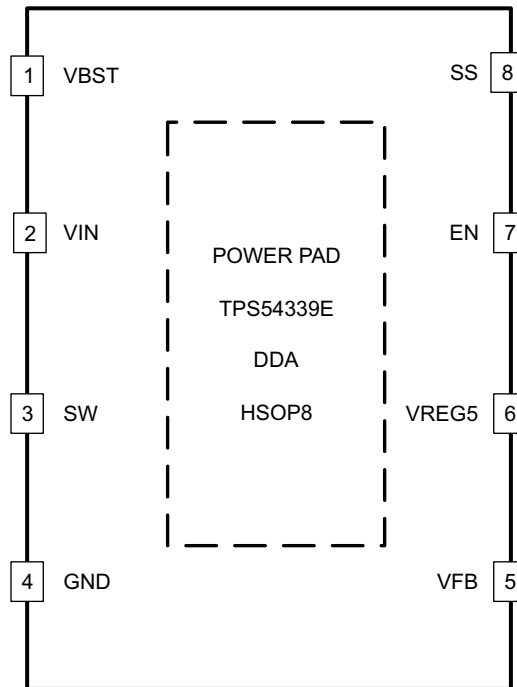 1 VBST
SS 8
2 VIN
EN 7
POWER PAD
TPS54339E
DDA
HSOP8
3 SW
VREG5 6
4 GND
VFB 5